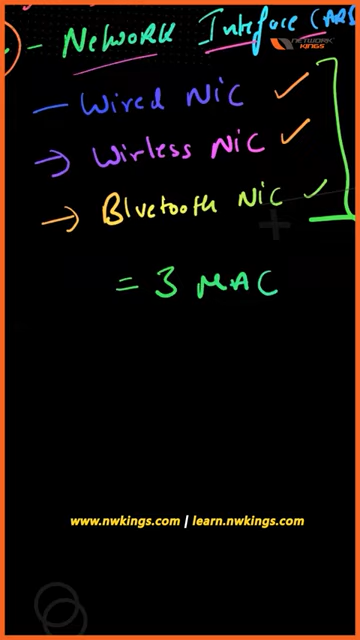 - Network Interface CARDS
NETWORK KINGS
- Wired NIC ✓
→ Wirless NIC ✓
→ Bluetooth NIC ✓
= 3 MAC
www.nwkings.com | learn.nwkings.com